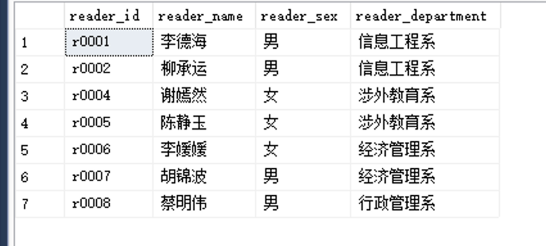 reader_id reader_name reader_sex reader_department
1 r0001 李德海 男 信息工程系
2 r0002 柳承运 男 信息工程系
3 r0004 谢嫣然 女 涉外教育系
4 r0005 陈静玉 女 涉外教育系
5 r0006 李媛媛 女 经济管理系
6 r0007 胡锦波 男 经济管理系
7 r0008 蔡明伟 男 行政管理系